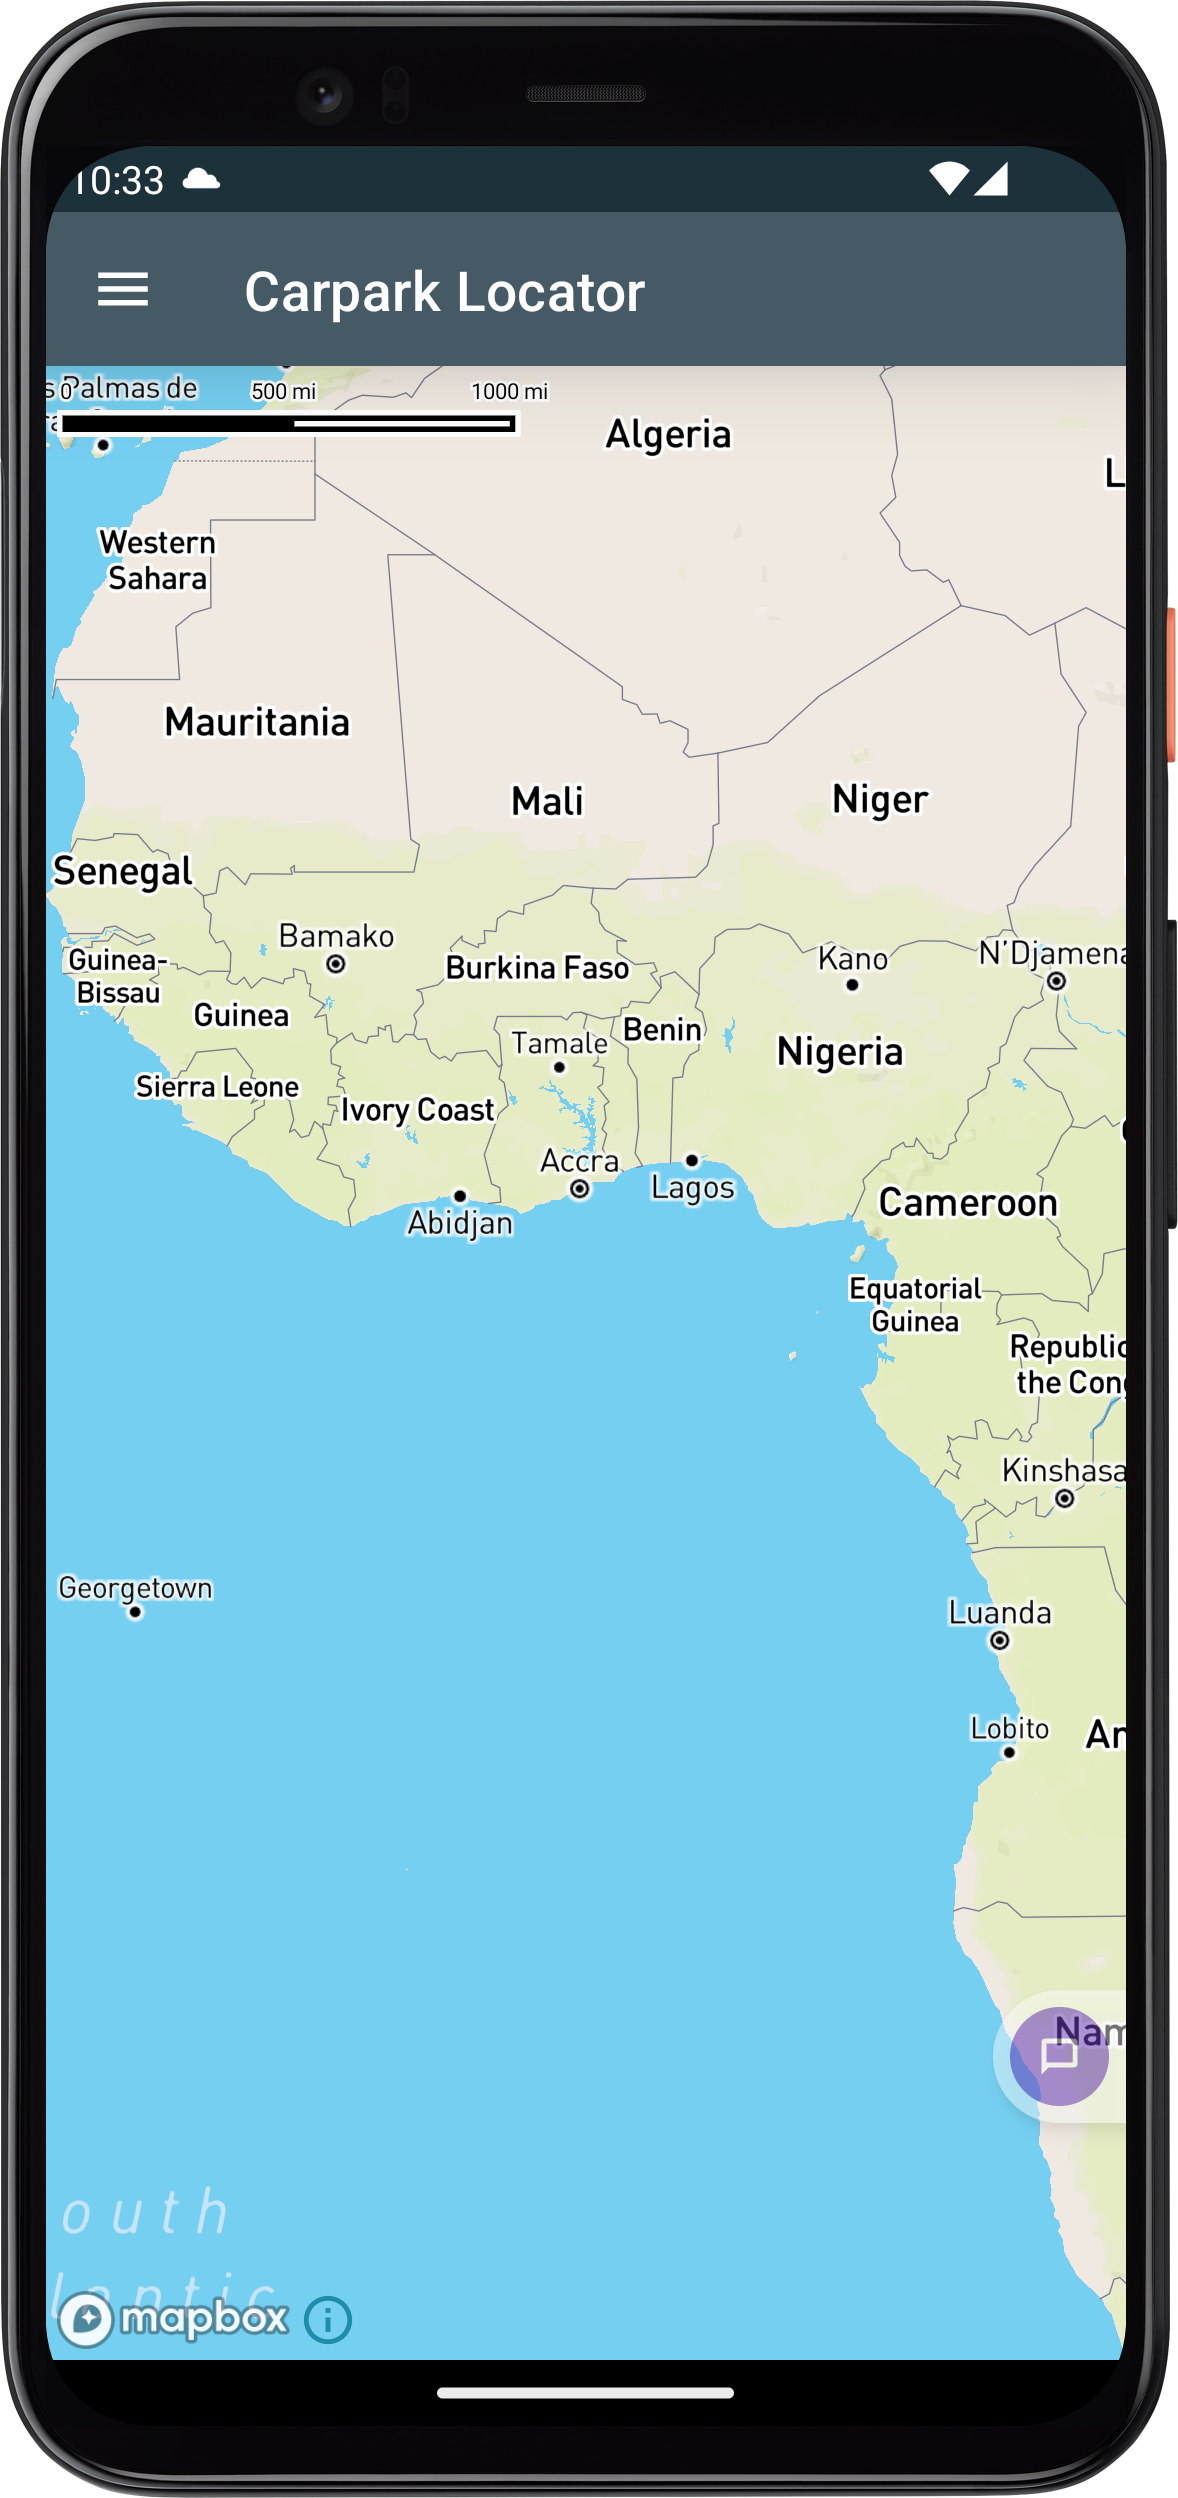 10:33
Carpark Locator
s Palmas de
0
500 mi
1000 mi
Algeria
L
Western
Sahara
Mauritania
Mali
Niger
Senegal
Bamako
Burkina Faso
Kano
N'Djamena
Guinea-
Bissau
Guinea
Benin
Tamale
Nigeria
Sierra Leone
Ivory Coast
Accra
Lagos
Abidjan
Cameroon
Equatorial
Guinea
Republic
the Cong
Kinshasa
Georgetown
Luanda
Lobito
An
Nam
outh
lantic
mapbox